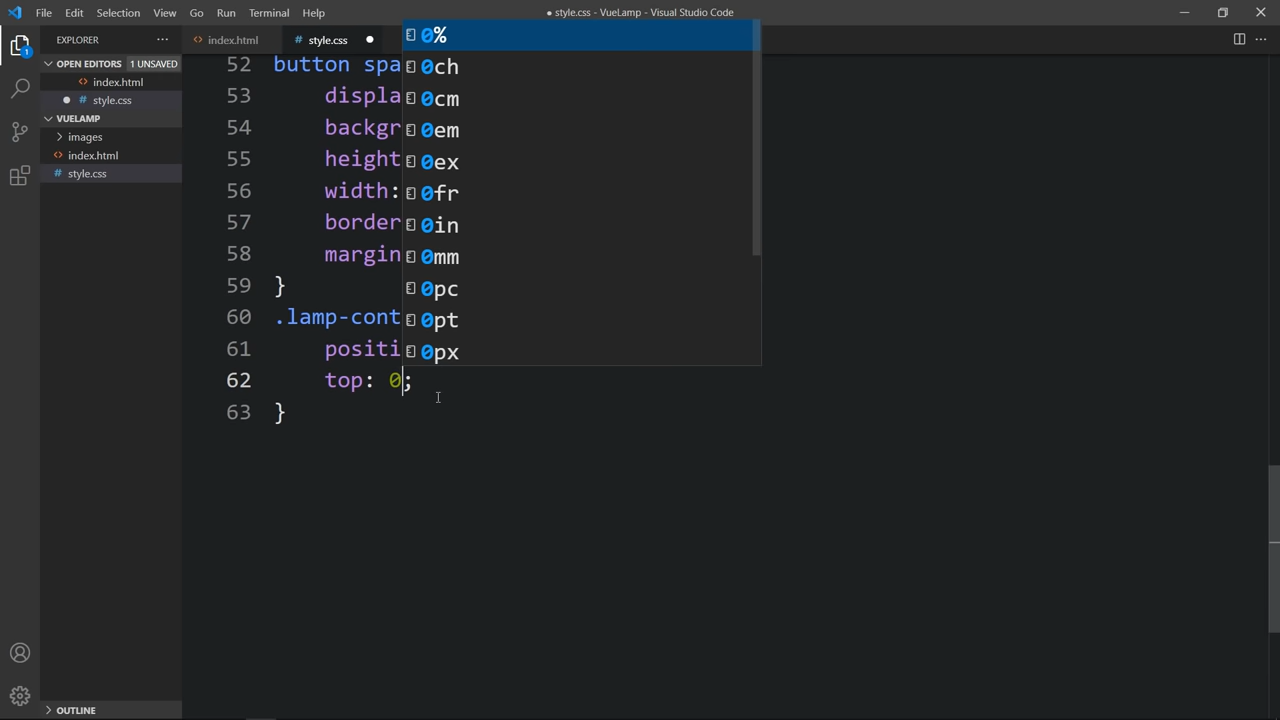 File Edit Selection View Go Run Terminal Help
● style.css - VueLamp - Visual Studio Code
EXPLORER ···
index.html
# style.css ●
OPEN EDITORS 1 UNSAVED
index.html
● # style.css
VUELAMP
images
index.html
# style.css
OUTLINE
1
52 button spa
53 displa
54 backgr
55 height
56 width:
57 border
58 margin
59 }
60 .lamp-cont
61 positi
62 top: 0;
63 }
0%
0ch
0cm
0em
0ex
0fr
0in
0mm
0pc
0pt
0px